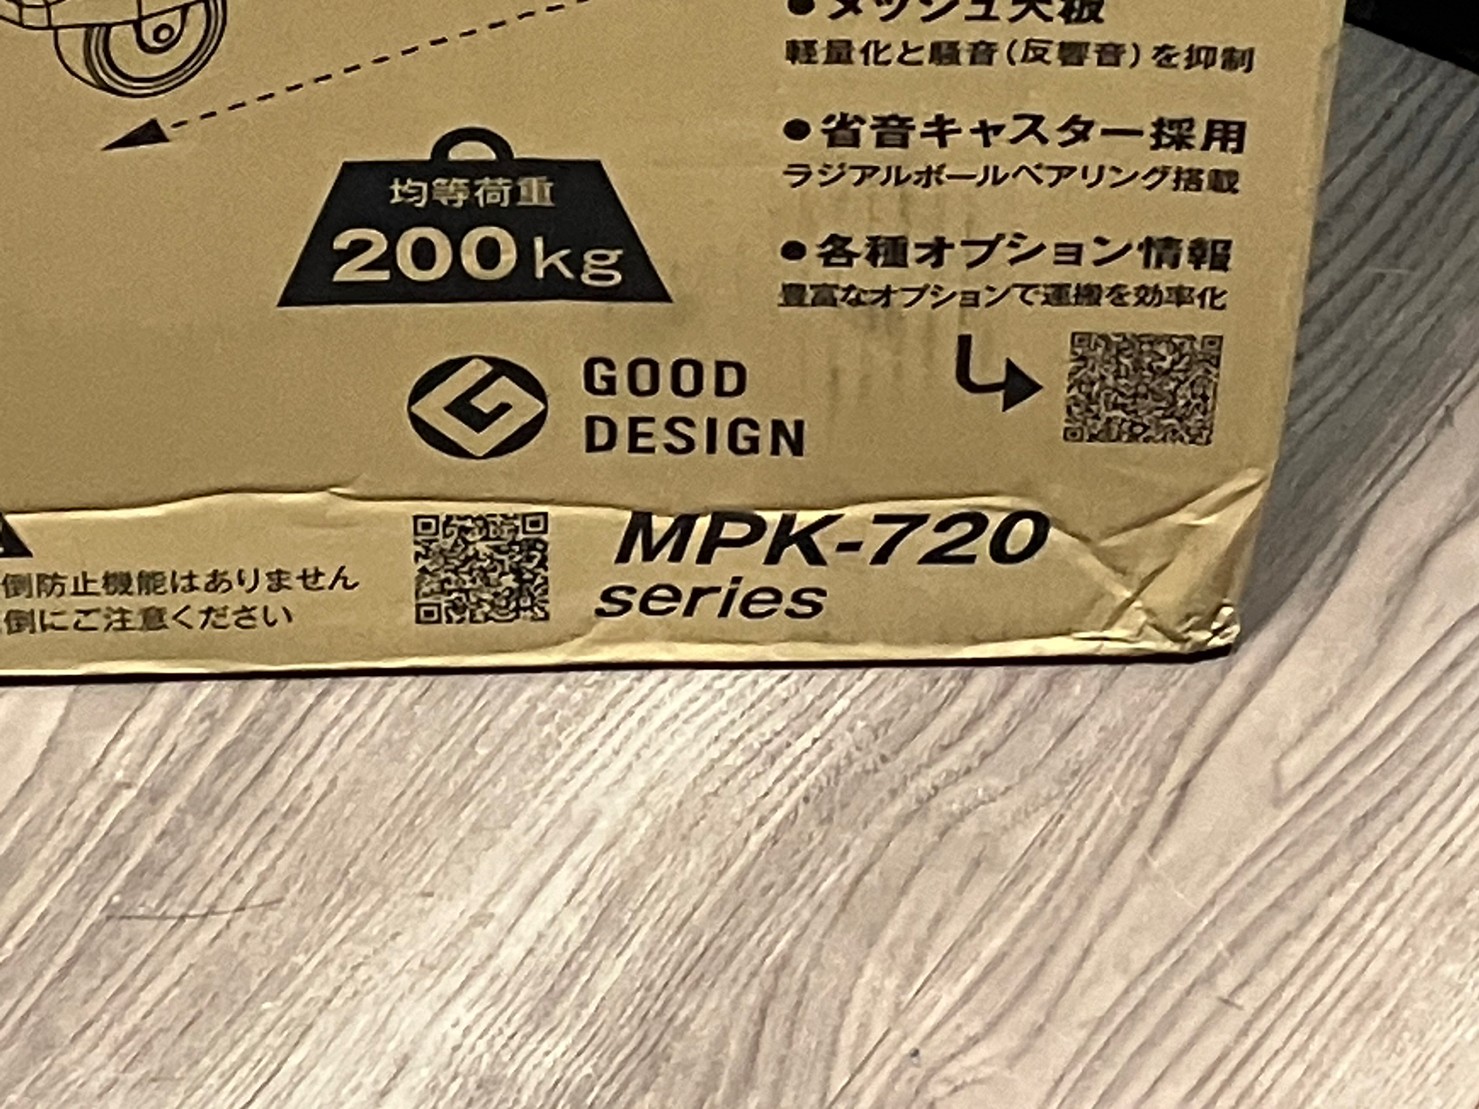 ●メッシュ天板
軽量化と騒音(反響音)を抑制
●省音キャスター採用
ラジアルボールベアリング搭載
●各種オプション情報
豊富なオプションで運搬を効率化
均等荷重
200kg
GOOD
DESIGN
倒防止機能はありません
倒にご注意ください
MPK-720
series